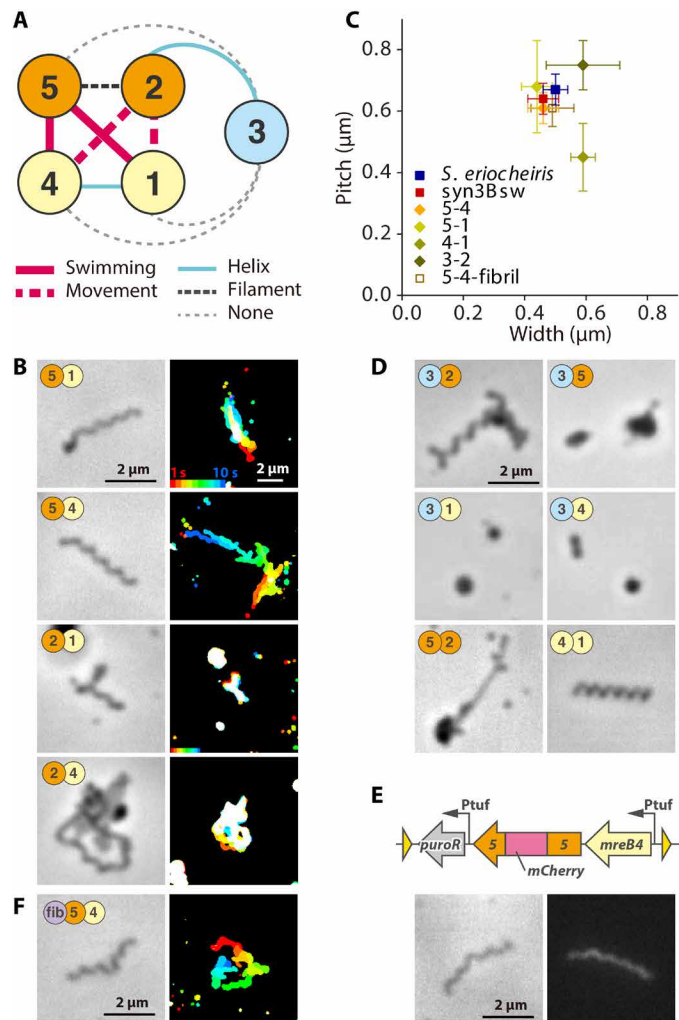 A
5
2
3
4
1
Swimming
Movement
Helix
Filament
None
C
Pitch (µm)
0.8
0.6
0.4
0.2
0.0
S. eriocheiris
syn3Bsw
5-4
5-1
4-1
3-2
5-4-fibril
0.0 0.2 0.4 0.6 0.8
Width (µm)
B
5 1
2 µm
1 s 10 s
2 µm
5 4
2 1
2 4
D
3 2
2 µm
3 5
3 1
3 4
5 2
4 1
E
Ptuf Ptuf
puroR 5 5 mreB4
mCherry
2 µm
F
fib 5 4
2 µm